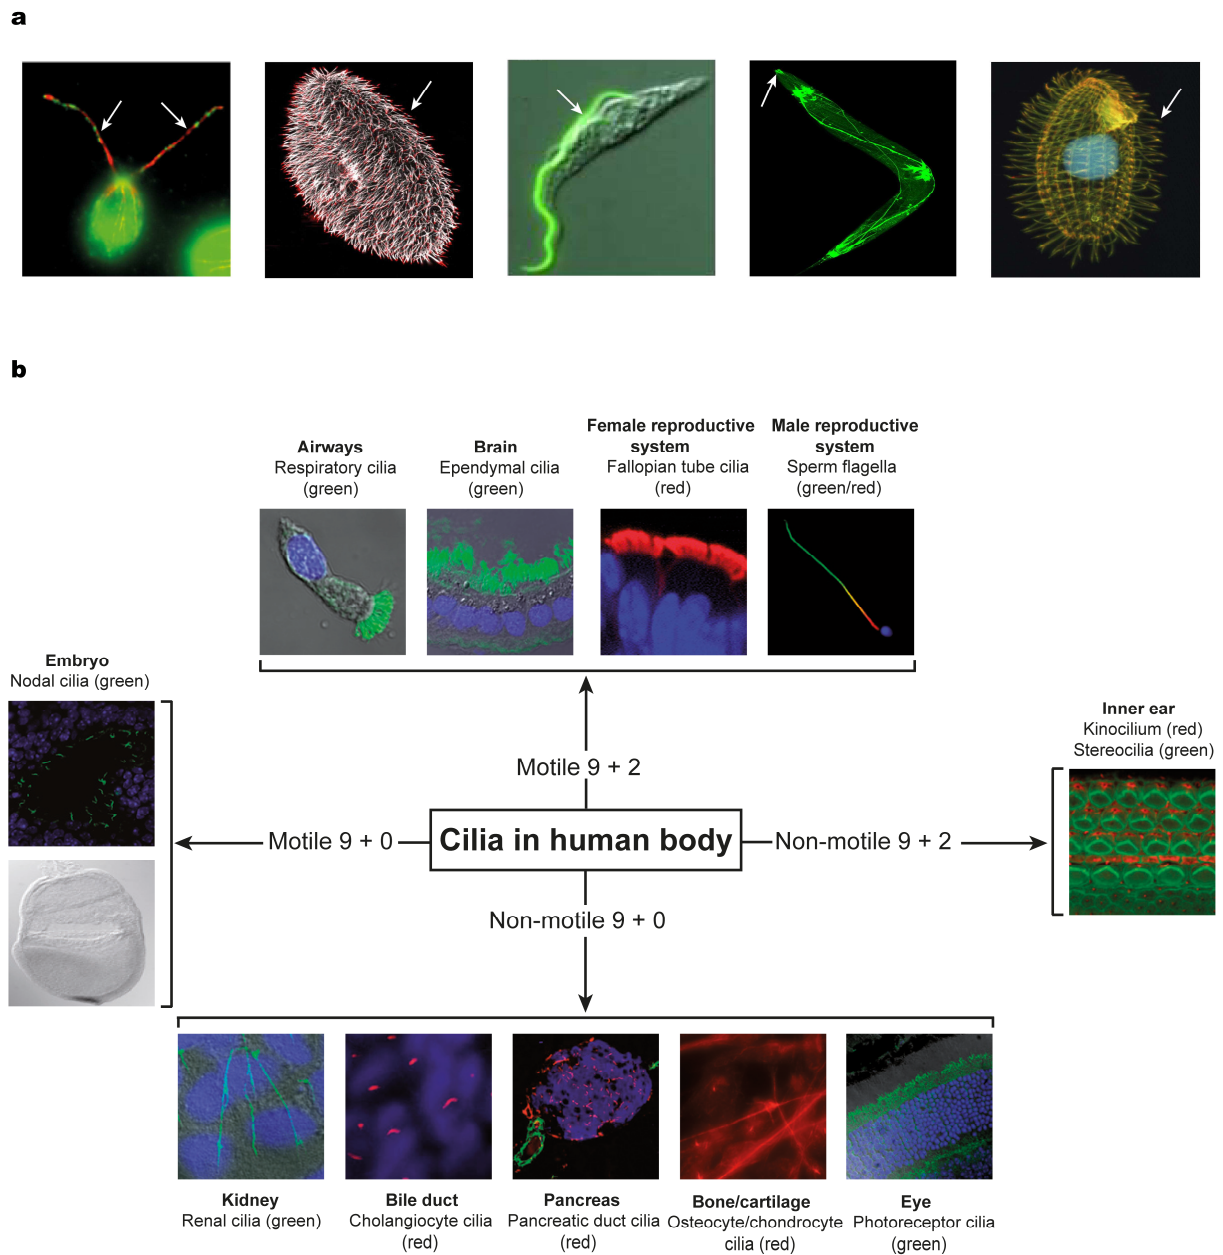 a
b
Airways
Respiratory cilia
(green)
Brain
Ependymal cilia
(green)
Female reproductive
system
Fallopian tube cilia
(red)
Male reproductive
system
Sperm flagella
(green/red)
Embryo
Nodal cilia (green)
Inner ear
Kinocilium (red)
Stereocilia (green)
Motile 9 + 2
Motile 9 + 0
Cilia in human body
Non-motile 9 + 2
Non-motile 9 + 0
Kidney
Renal cilia (green)
Bile duct
Cholangiocyte cilia
(red)
Pancreas
Pancreatic duct cilia
(red)
Bone/cartilage
Osteocyte/chondrocyte
cilia (red)
Eye
Photoreceptor cilia
(green)